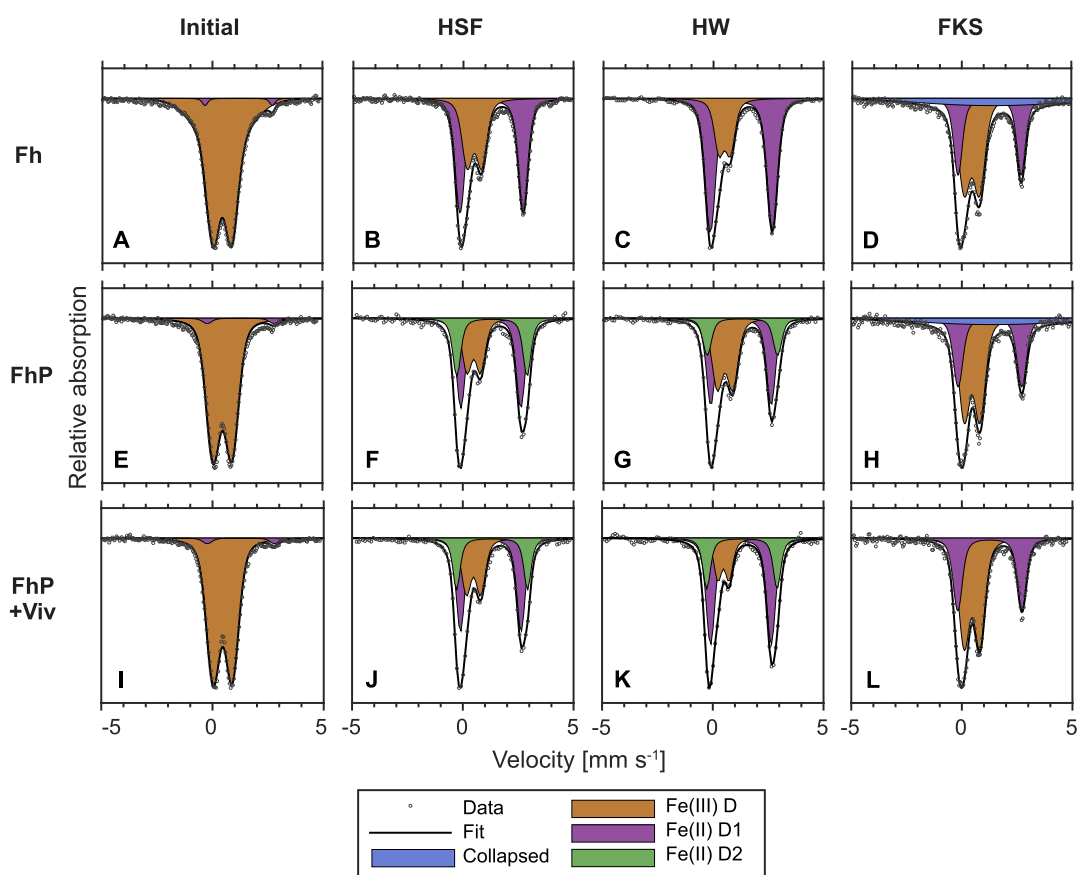 Initial HSF HW FKS
Fh
A B C D
FhP
Relative absorption
E F G H
FhP
+Viv
I J K L
-5 0 5 -5 0 5 -5 0 5 -5 0 5
Velocity [mm s⁻¹]
Data Fe(III) D
Fit Fe(II) D1
Collapsed Fe(II) D2